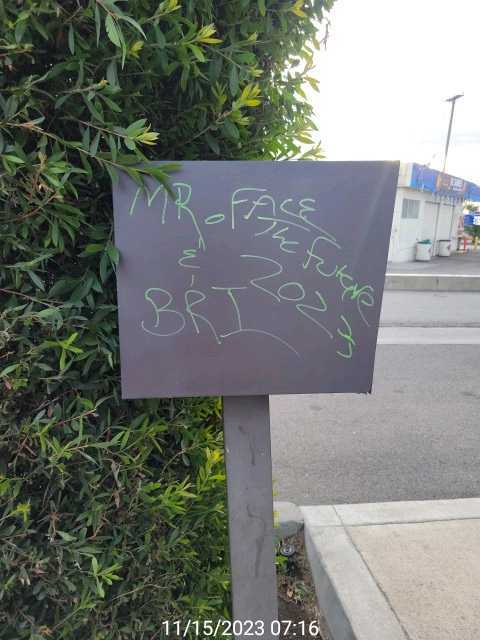 MR. FACE
The Future
&
2023
BRI
11/15/2023 07:16